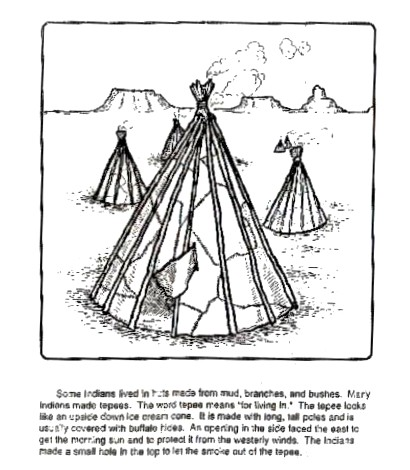 Some Indians lived in huts made from mud, branches, and bushes. Many
Indians made tepees. The word tepee means "for living in." The tepee looks
like an upside down ice cream cone. It is made with long, tall poles and is
usually covered with buffalo hides. An opening in the side faced the east to
get the morning sun and to protect it from the westerly winds. The Indians
made a small hole in the top to let the smoke out of the tepee.